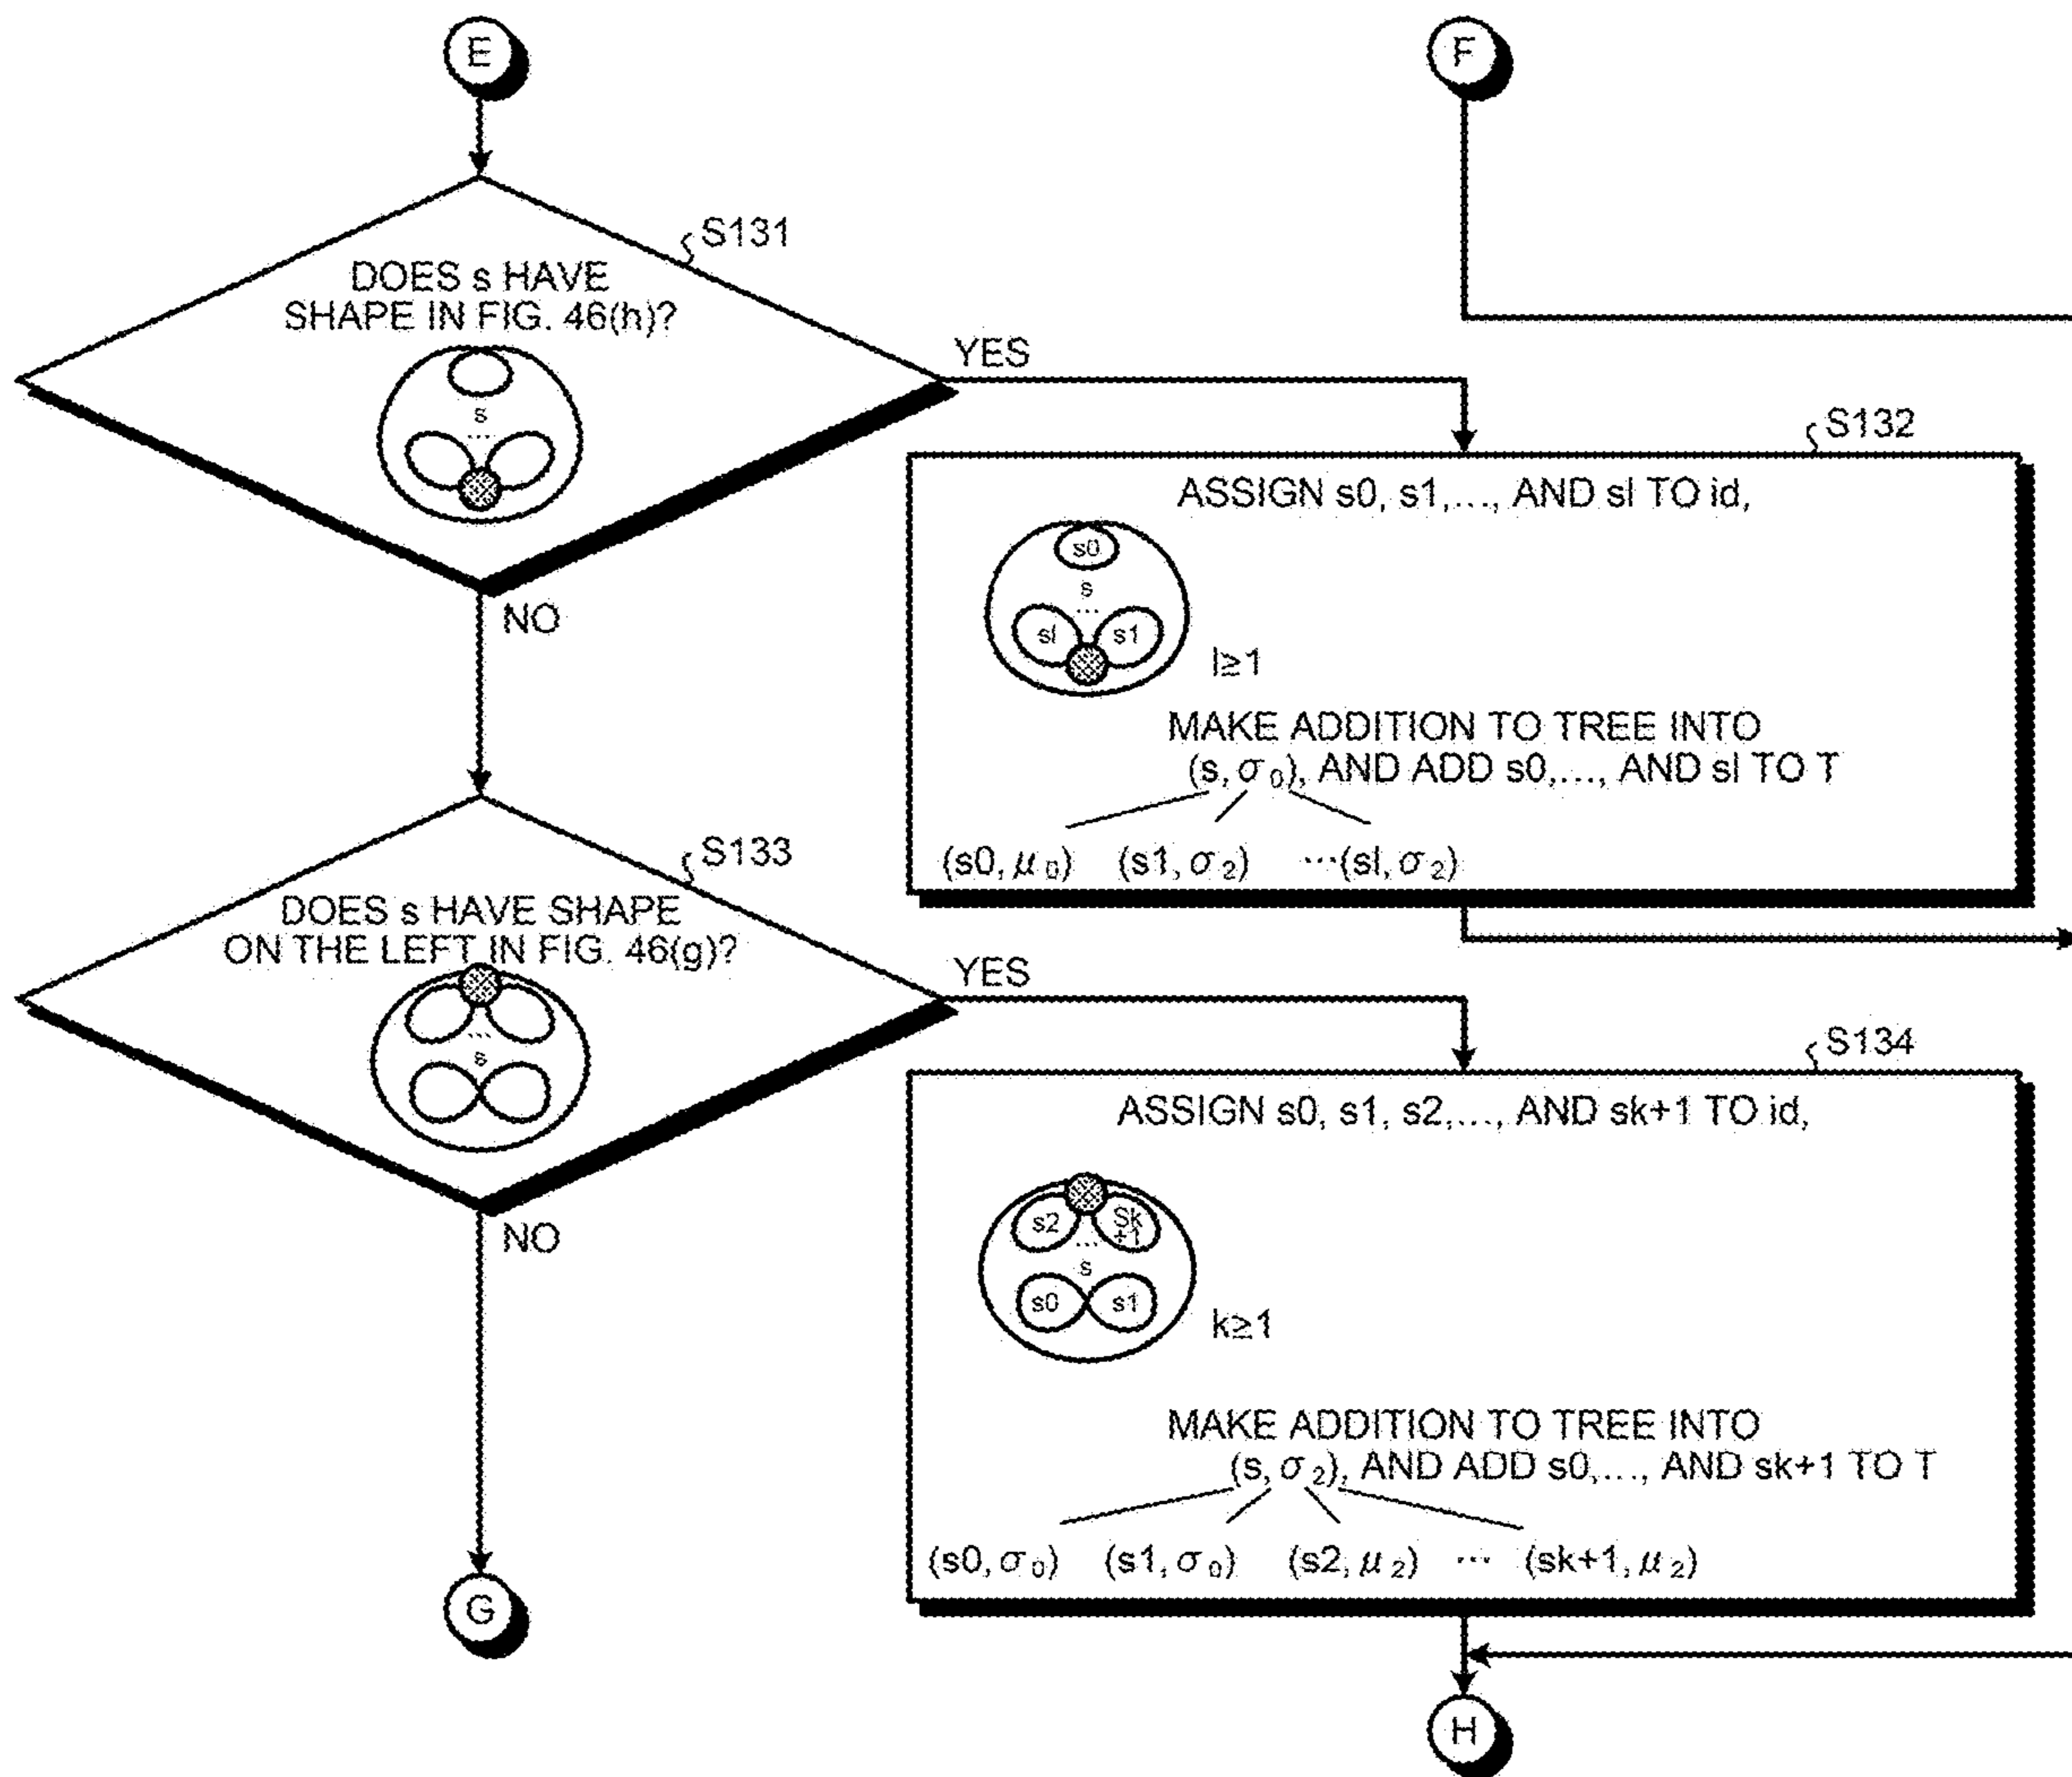 E
F
S131
DOES s HAVE
SHAPE IN FIG. 46(h)?
YES
s
...
NO
S132
ASSIGN s0, s1,..., AND sl TO id,
s0
s
...
sl s1
l≥1
MAKE ADDITION TO TREE INTO
(s, σ₀), AND ADD s0,..., AND sl TO T
(s0, μ₀) (s1, σ₂) ...(sl, σ₂)
S133
DOES s HAVE SHAPE
ON THE LEFT IN FIG. 46(g)?
YES
...
s
NO
S134
ASSIGN s0, s1, s2,..., AND sk+1 TO id,
s2 Sk
... +1
s
s0 s1
k≥1
MAKE ADDITION TO TREE INTO
(s, σ₂), AND ADD s0,..., AND sk+1 TO T
(s0, σ₀) (s1, σ₀) (s2, μ₂) ... (sk+1, μ₂)
G
H